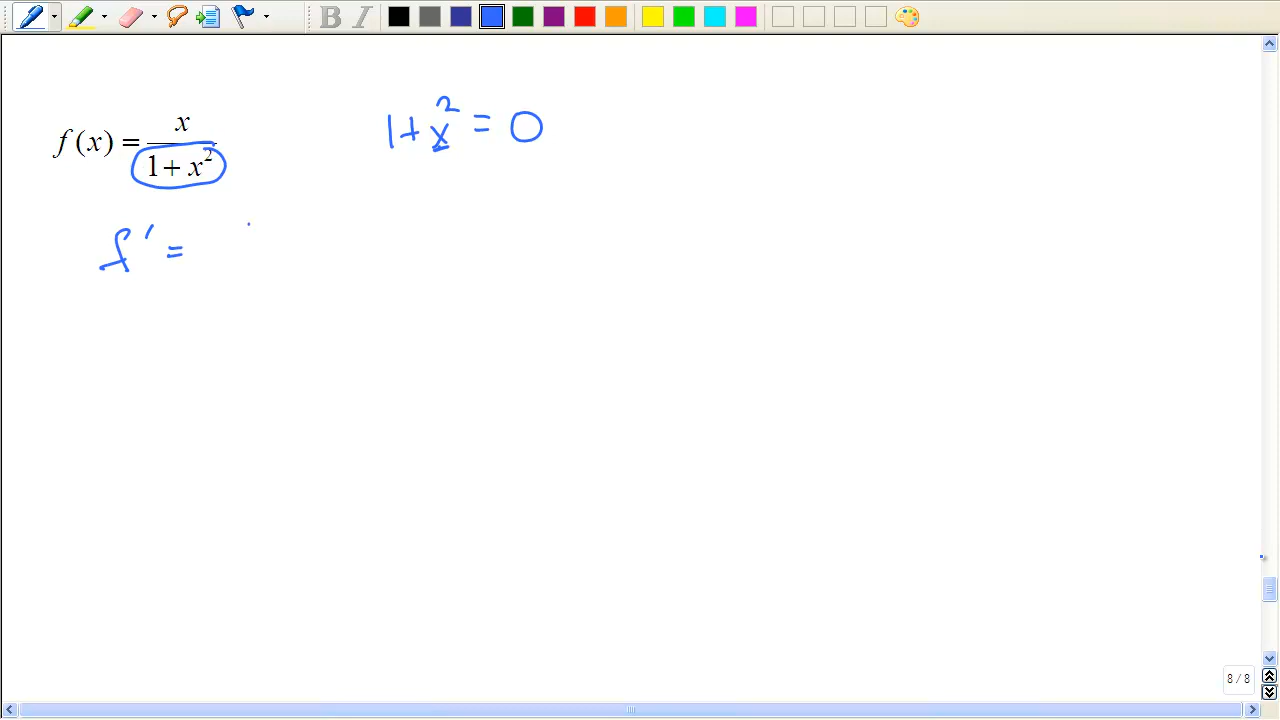 B I
f(x) = x / (1 + x²)
1 + x² = 0
f' =
8/8